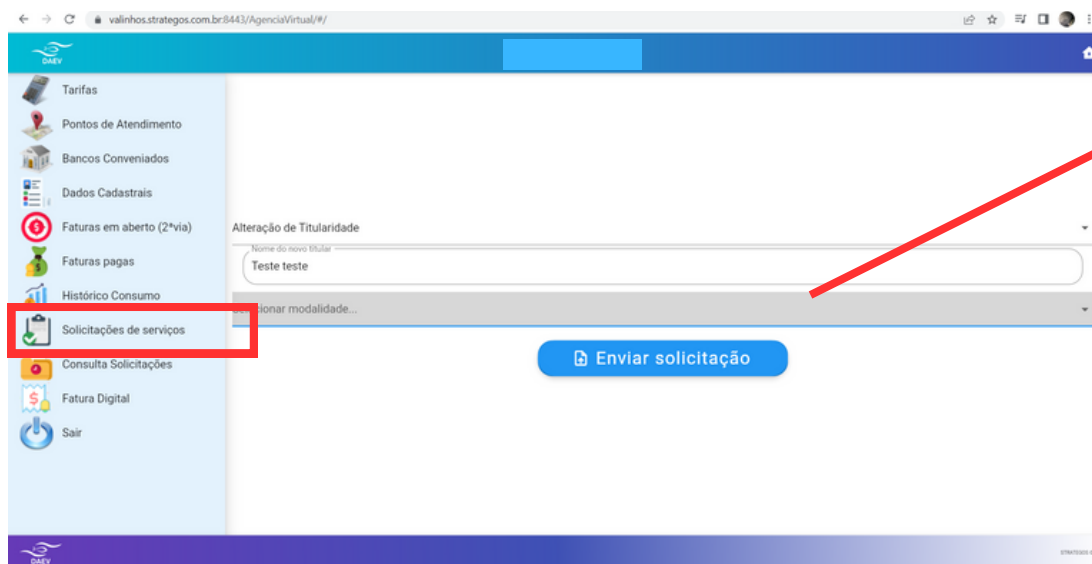 valinhos.strategos.com.br:8443/AgenciaVirtual/#/
DAEV
Tarifas
Pontos de Atendimento
Bancos Conveniados
Dados Cadastrais
Faturas em aberto (2ªvia)
Alteração de Titularidade
Nome do novo titular
Faturas pagas
Teste teste
Histórico Consumo
modalidade...
Solicitações de serviços
Enviar solicitação
Consulta Solicitações
Fatura Digital
Sair
DAEV
STRATEGOS